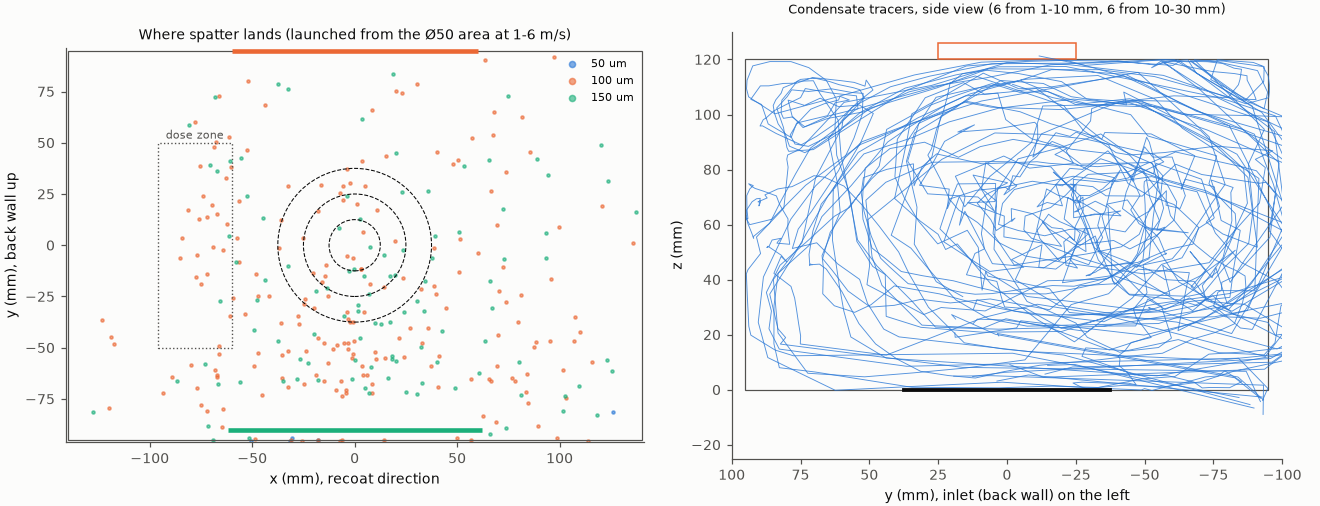 Where spatter lands (launched from the Ø50 area at 1-6 m/s)
50 um
100 um
150 um
dose zone
75
50
25
0
−25
−50
−75
−100
−50
0
50
100
x (mm), recoat direction
y (mm), back wall up
Condensate tracers, side view (6 from 1-10 mm, 6 from 10-30 mm)
120
100
80
60
40
20
0
−20
100
75
50
25
0
−25
−50
−75
−100
y (mm), inlet (back wall) on the left
z (mm)